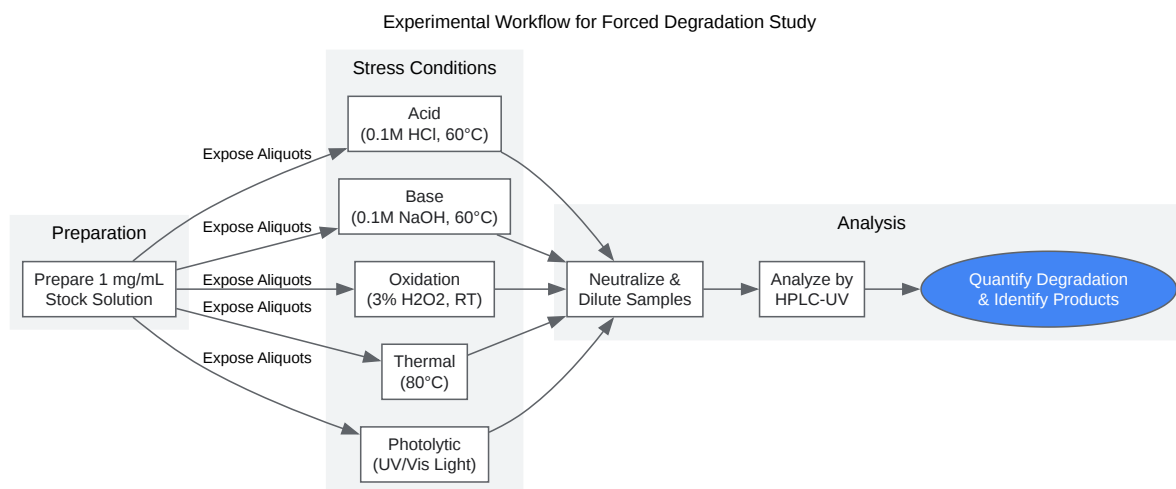 Experimental Workflow for Forced Degradation Study
Preparation
Prepare 1 mg/mL
Stock Solution
Expose Aliquots
Expose Aliquots
Expose Aliquots
Expose Aliquots
Expose Aliquots
Stress Conditions
Acid
(0.1M HCl, 60°C)
Base
(0.1M NaOH, 60°C)
Oxidation
(3% H2O2, RT)
Thermal
(80°C)
Photolytic
(UV/Vis Light)
Analysis
Neutralize &
Dilute Samples
Analyze by
HPLC-UV
Quantify Degradation
& Identify Products